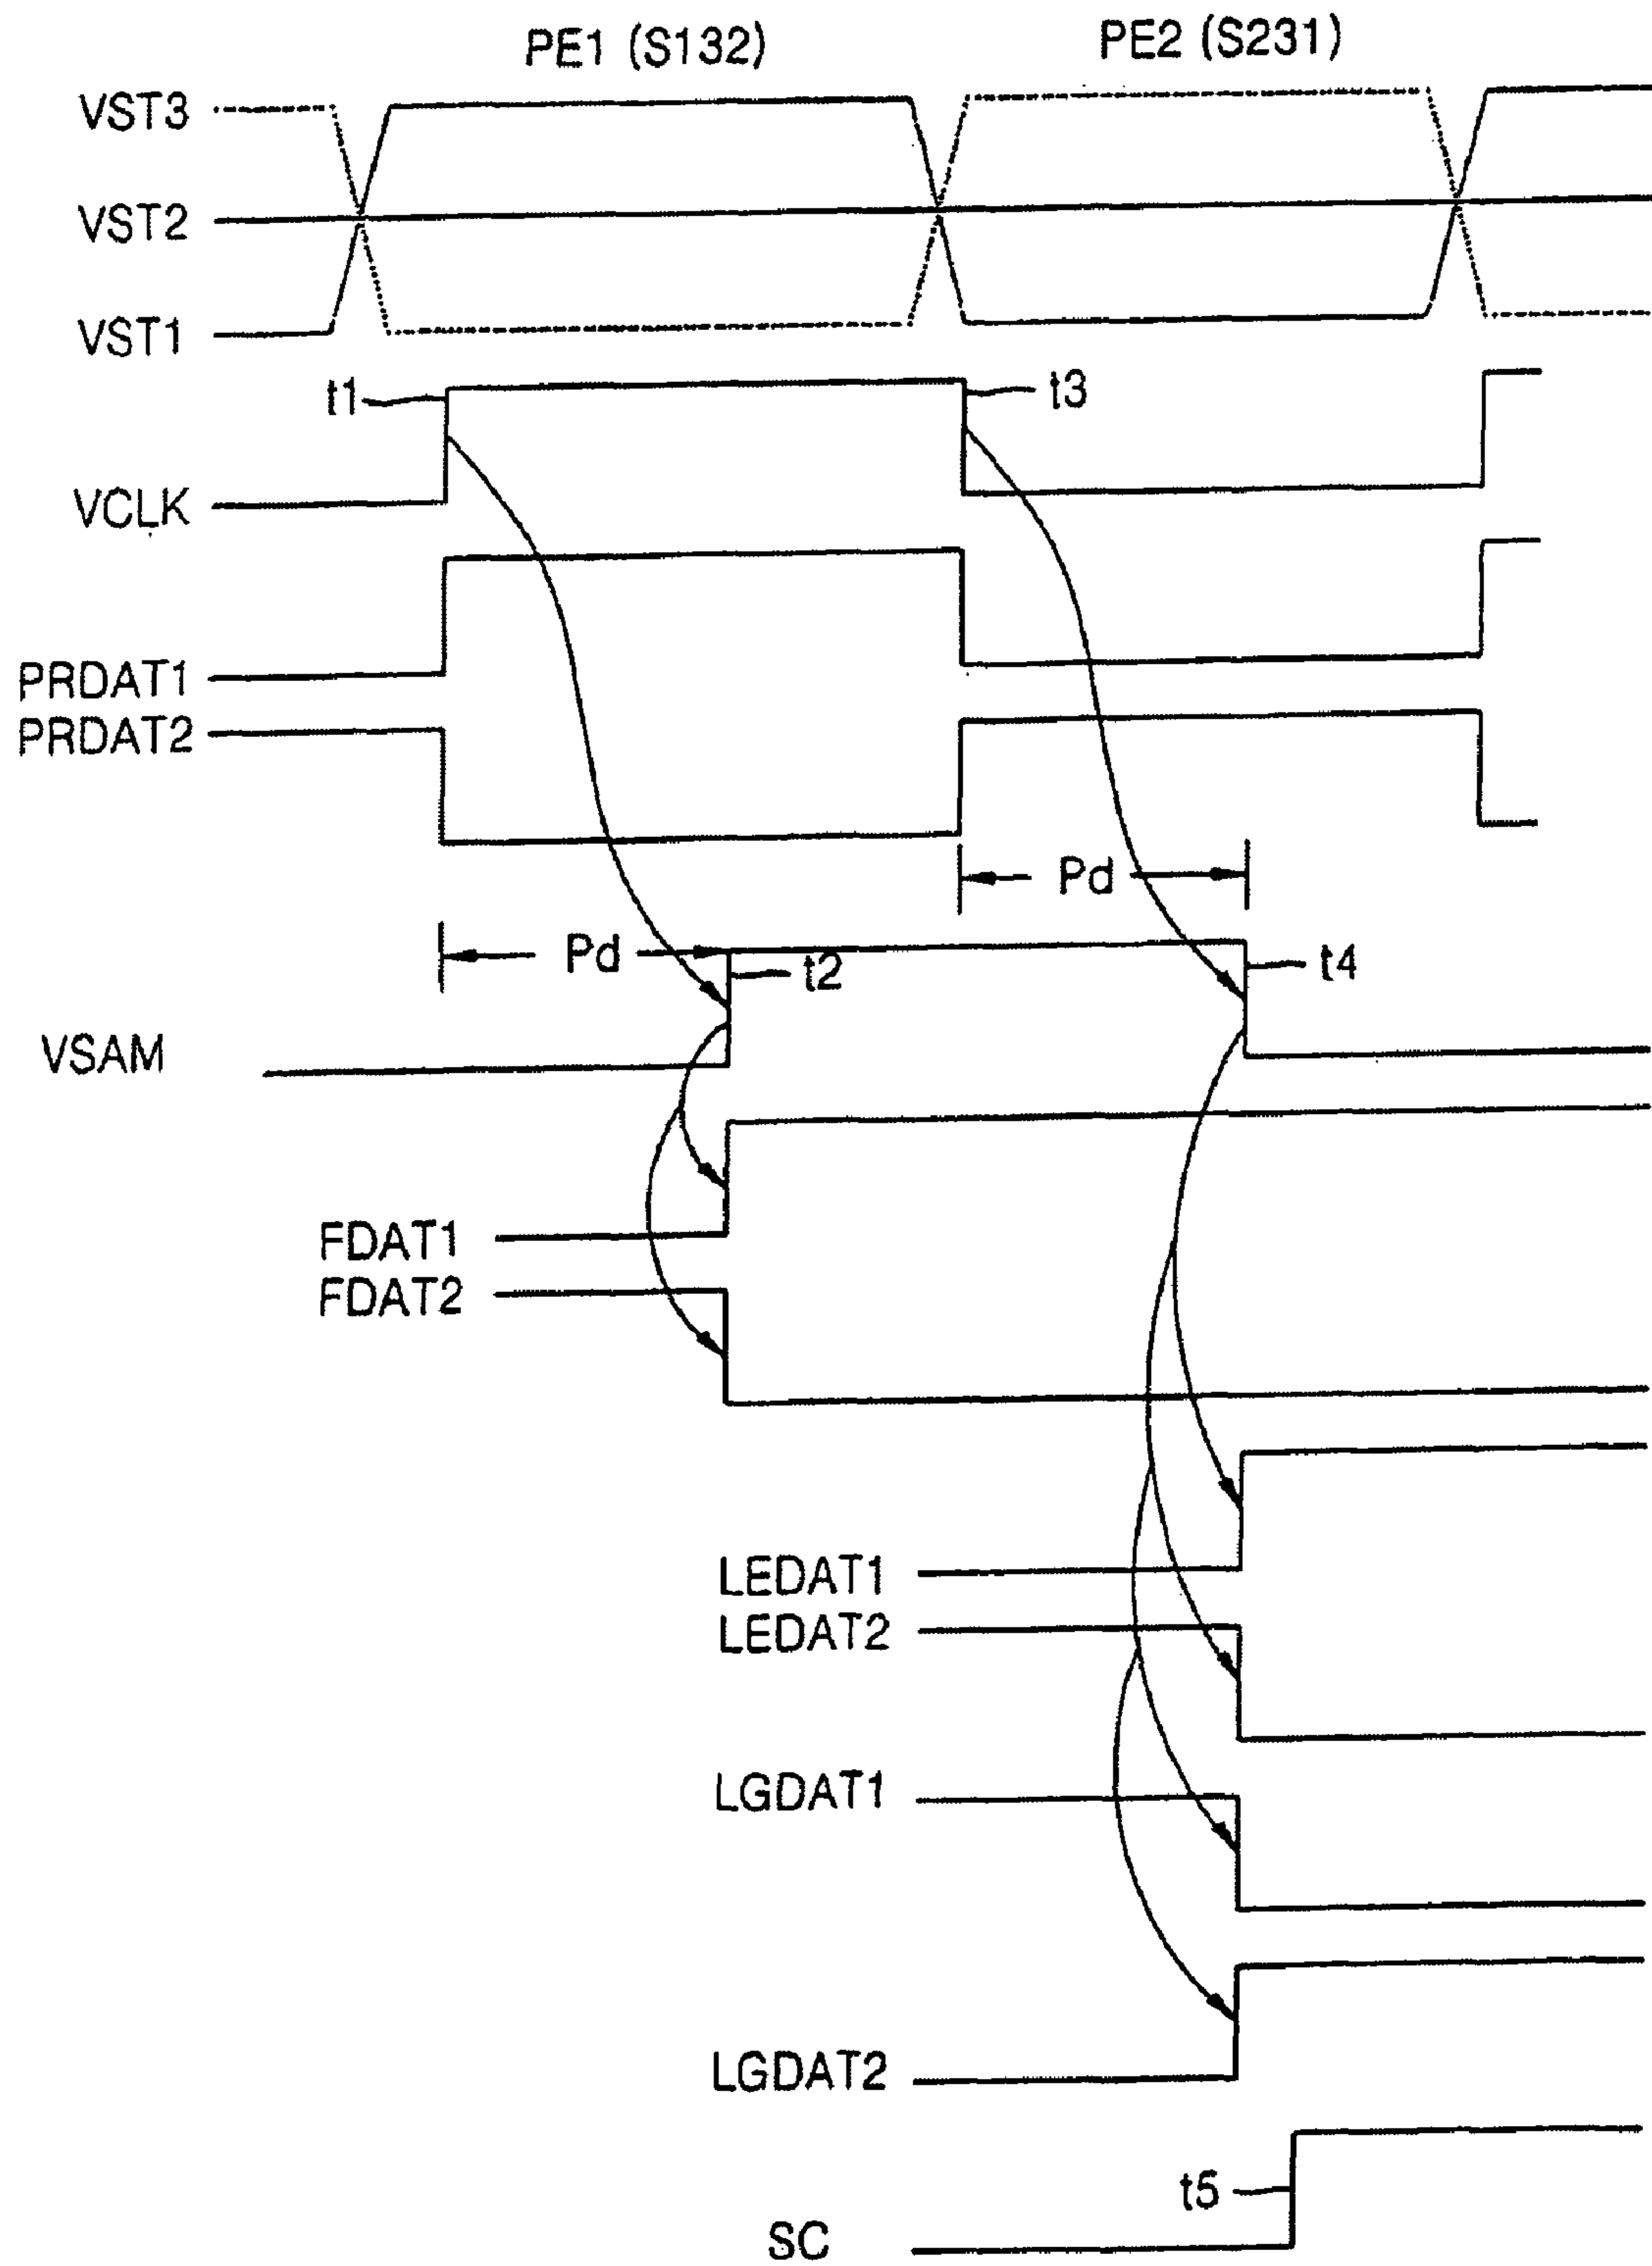 PE1 (S132) PE2 (S231)
VST3
VST2
VST1
t1 t3
VCLK
PRDAT1
PRDAT2
Pd
Pd
t2 t4
VSAM
FDAT1
FDAT2
LEDAT1
LEDAT2
LGDAT1
LGDAT2
t5
SC